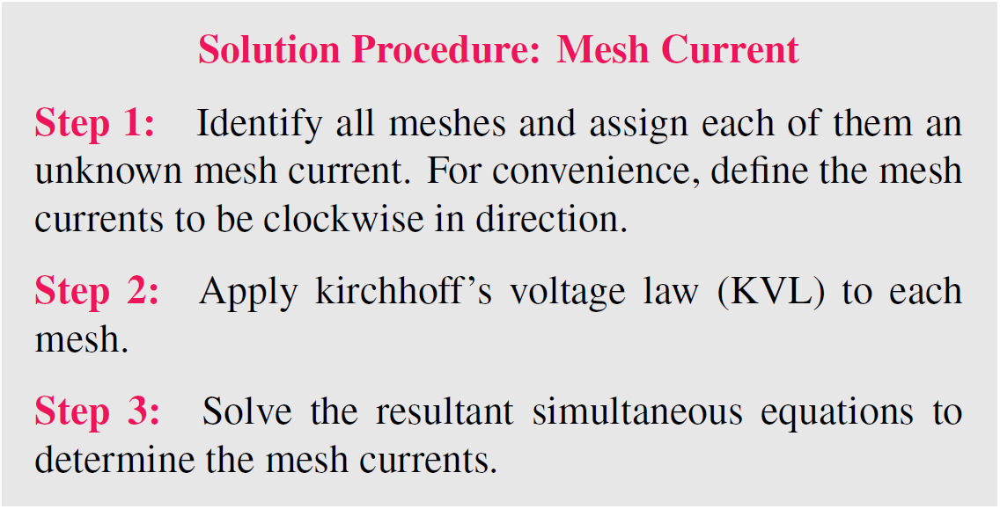 Solution Procedure: Mesh Current
Step 1: Identify all meshes and assign each of them an
unknown mesh current. For convenience, define the mesh
currents to be clockwise in direction.
Step 2: Apply kirchhoff's voltage law (KVL) to each
mesh.
Step 3: Solve the resultant simultaneous equations to
determine the mesh currents.